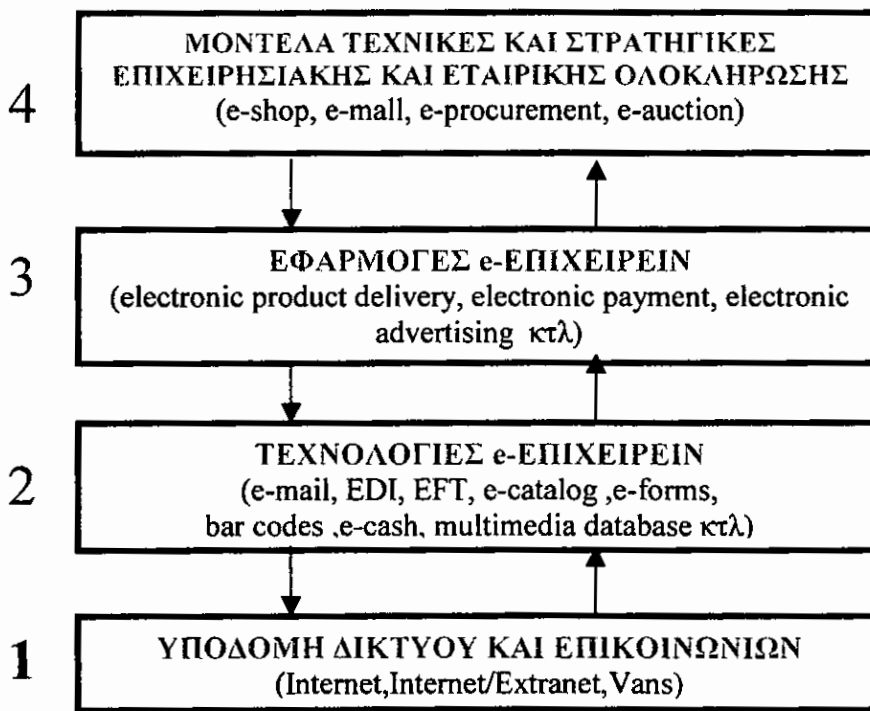 4
ΜΟΝΤΕΛΑ ΤΕΧΝΙΚΕΣ ΚΑΙ ΣΤΡΑΤΗΓΙΚΕΣ
ΕΠΙΧΕΙΡΗΣΙΑΚΗΣ ΚΑΙ ΕΤΑΙΡΙΚΗΣ ΟΛΟΚΛΗΡΩΣΗΣ
(e-shop, e-mall, e-procurement, e-auction)
3
ΕΦΑΡΜΟΓΕΣ e-ΕΠΙΧΕΙΡΕΙΝ
(electronic product delivery, electronic payment, electronic
advertising κτλ)
2
ΤΕΧΝΟΛΟΓΙΕΣ e-ΕΠΙΧΕΙΡΕΙΝ
(e-mail, EDI, EFT, e-catalog ,e-forms,
bar codes ,e-cash, multimedia database κτλ)
1
ΥΠΟΔΟΜΗ ΔΙΚΤΥΟΥ ΚΑΙ ΕΠΙΚΟΙΝΩΝΙΩΝ
(Internet,Internet/Extranet,Vans)